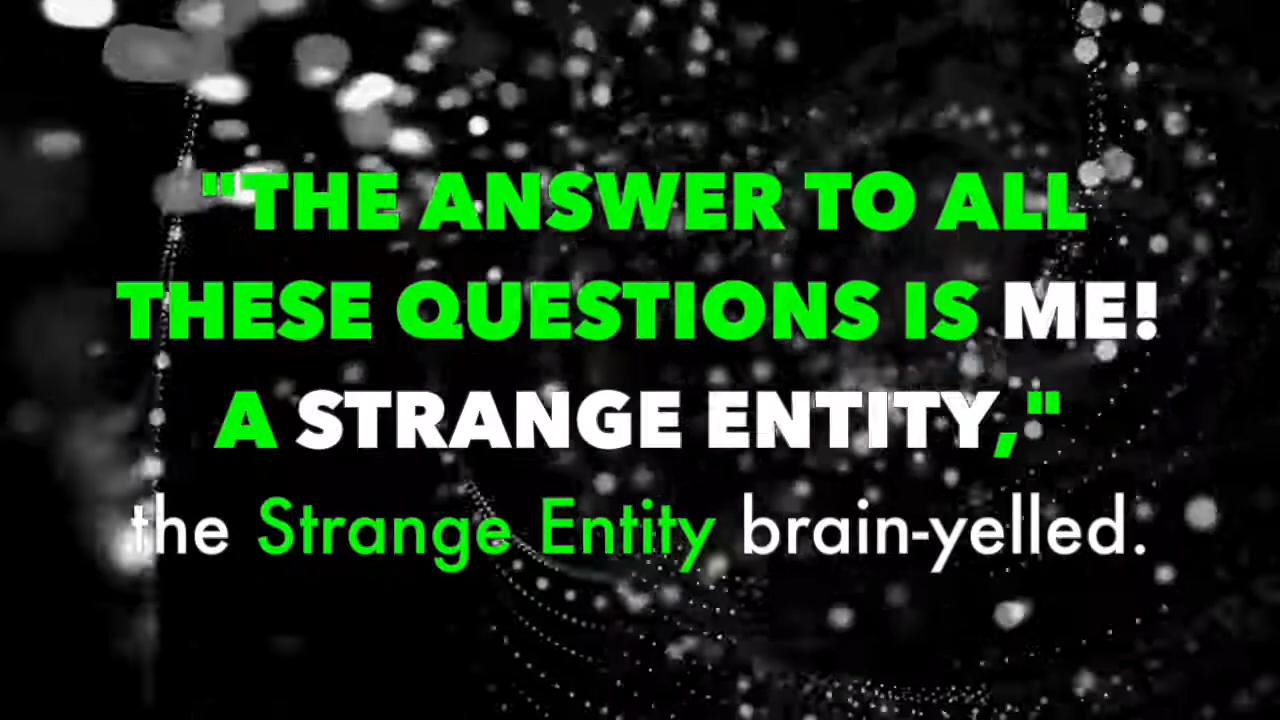 "THE ANSWER TO ALL
THESE QUESTIONS IS ME!
A STRANGE ENTITY,"
the Strange Entity brain-yelled.